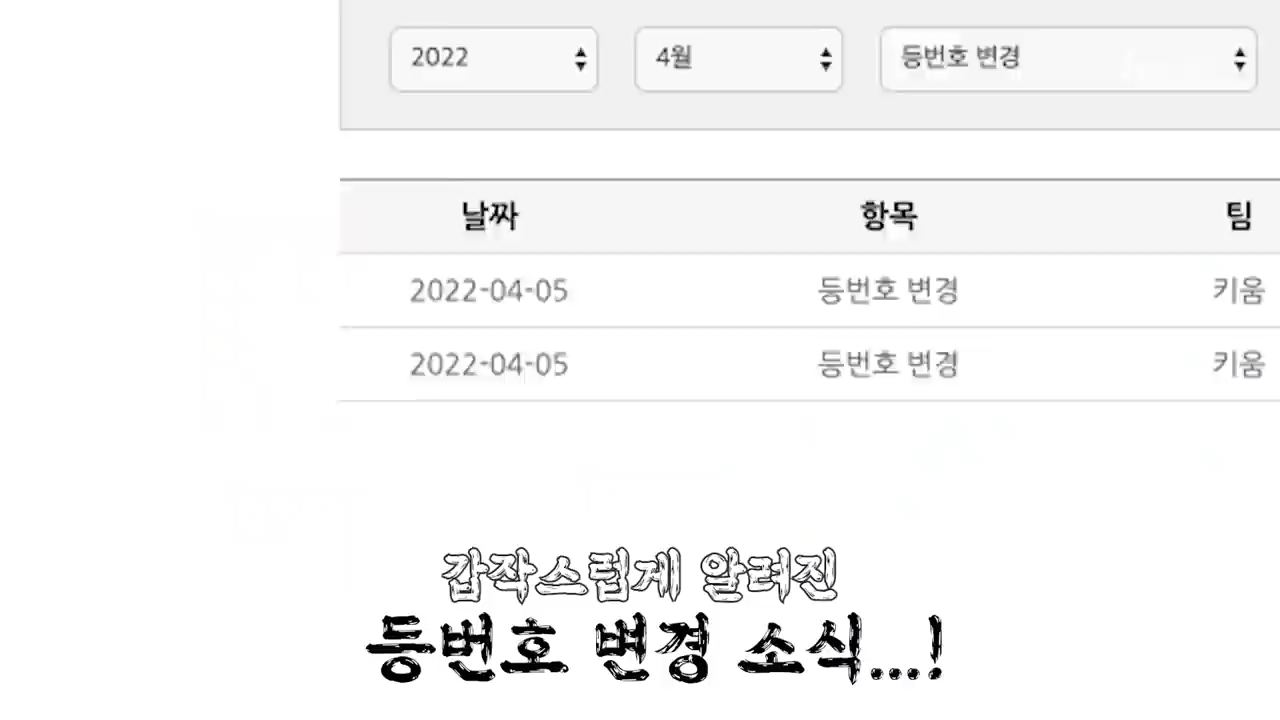 2022 4월 등번호 변경
날짜 항목 팀
2022-04-05 등번호 변경 키움
2022-04-05 등번호 변경 키움
갑작스럽게 알려진
등번호 변경 소식...!